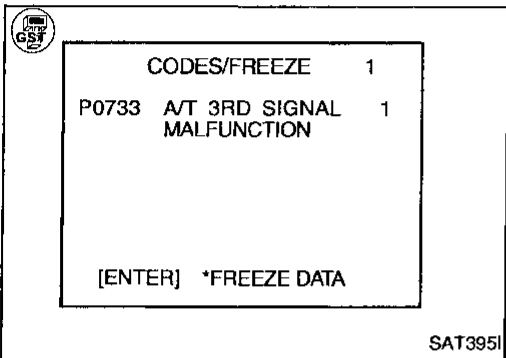 GST
CODES/FREEZE 1
P0733 A/T 3RD SIGNAL 1
MALFUNCTION
[ENTER] *FREEZE DATA
SAT395I